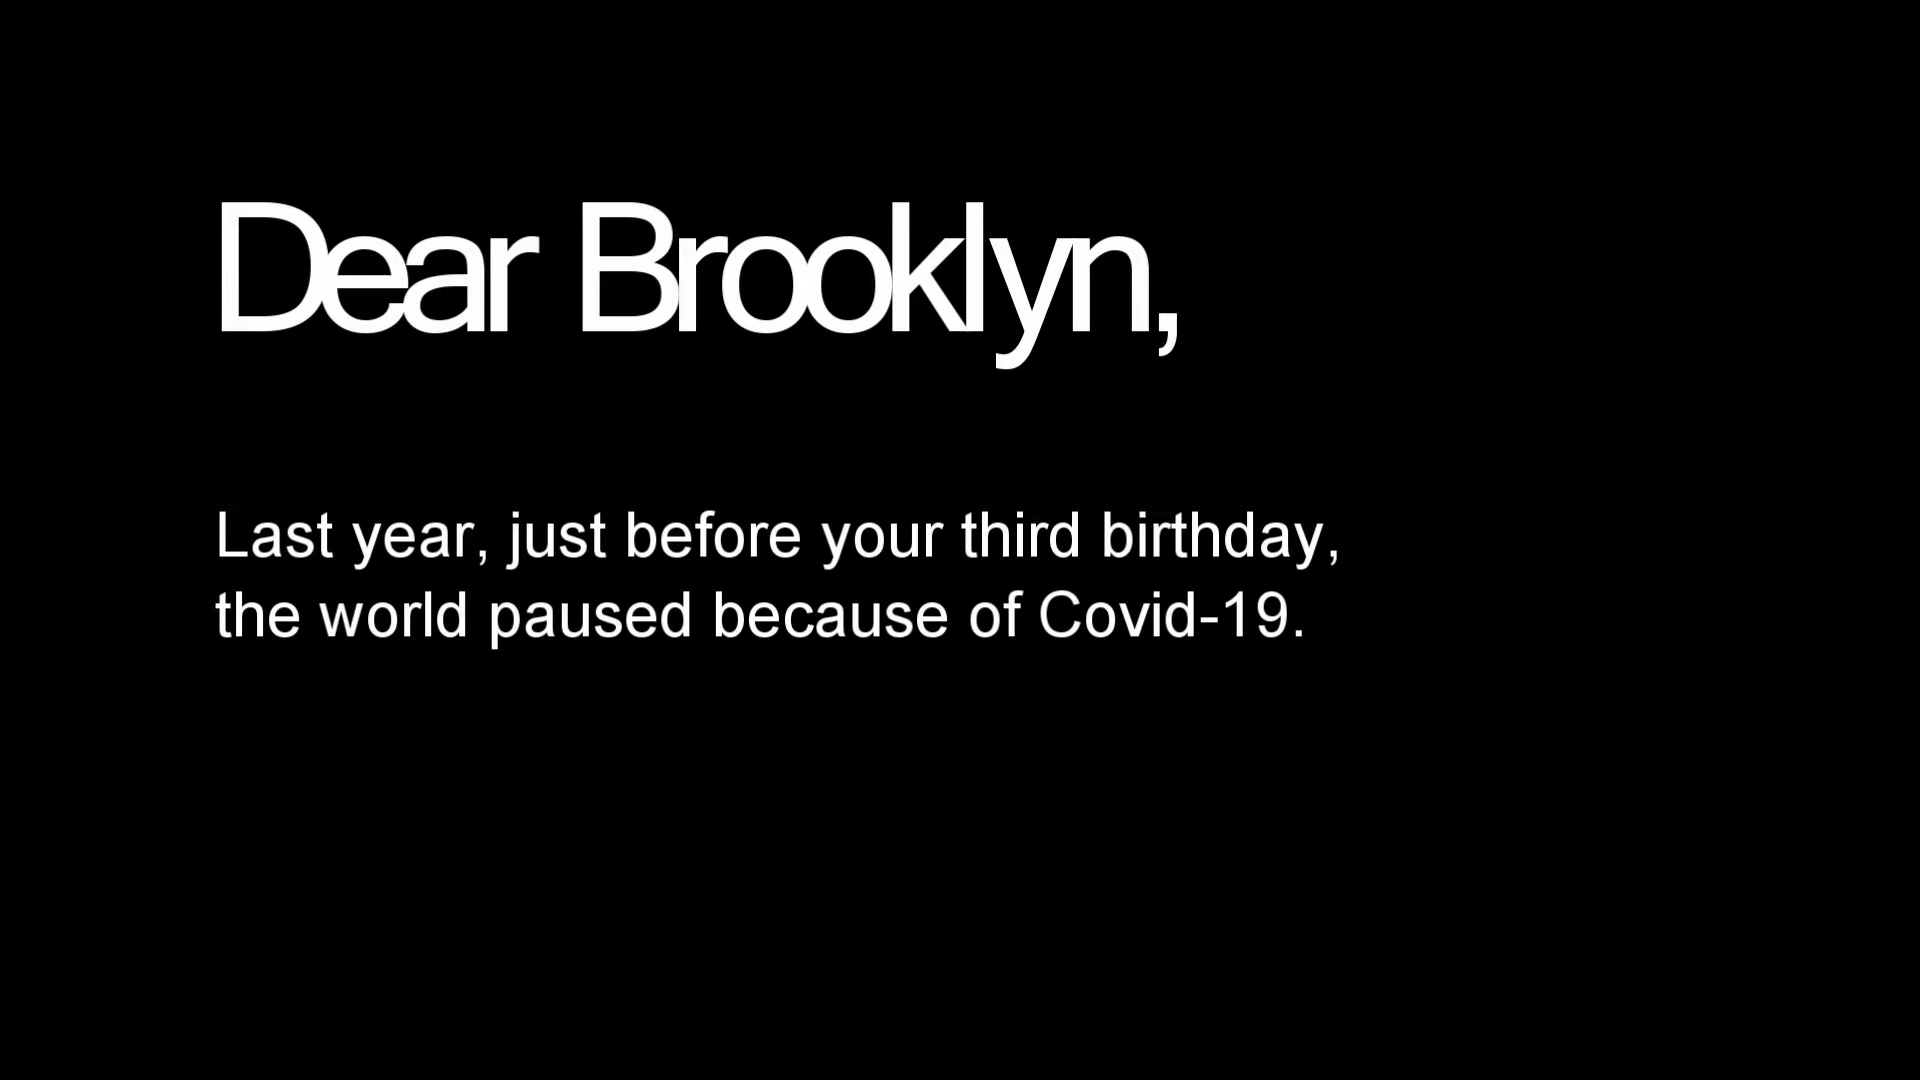 Dear Brooklyn,
Last year, just before your third birthday,
the world paused because of Covid-19.